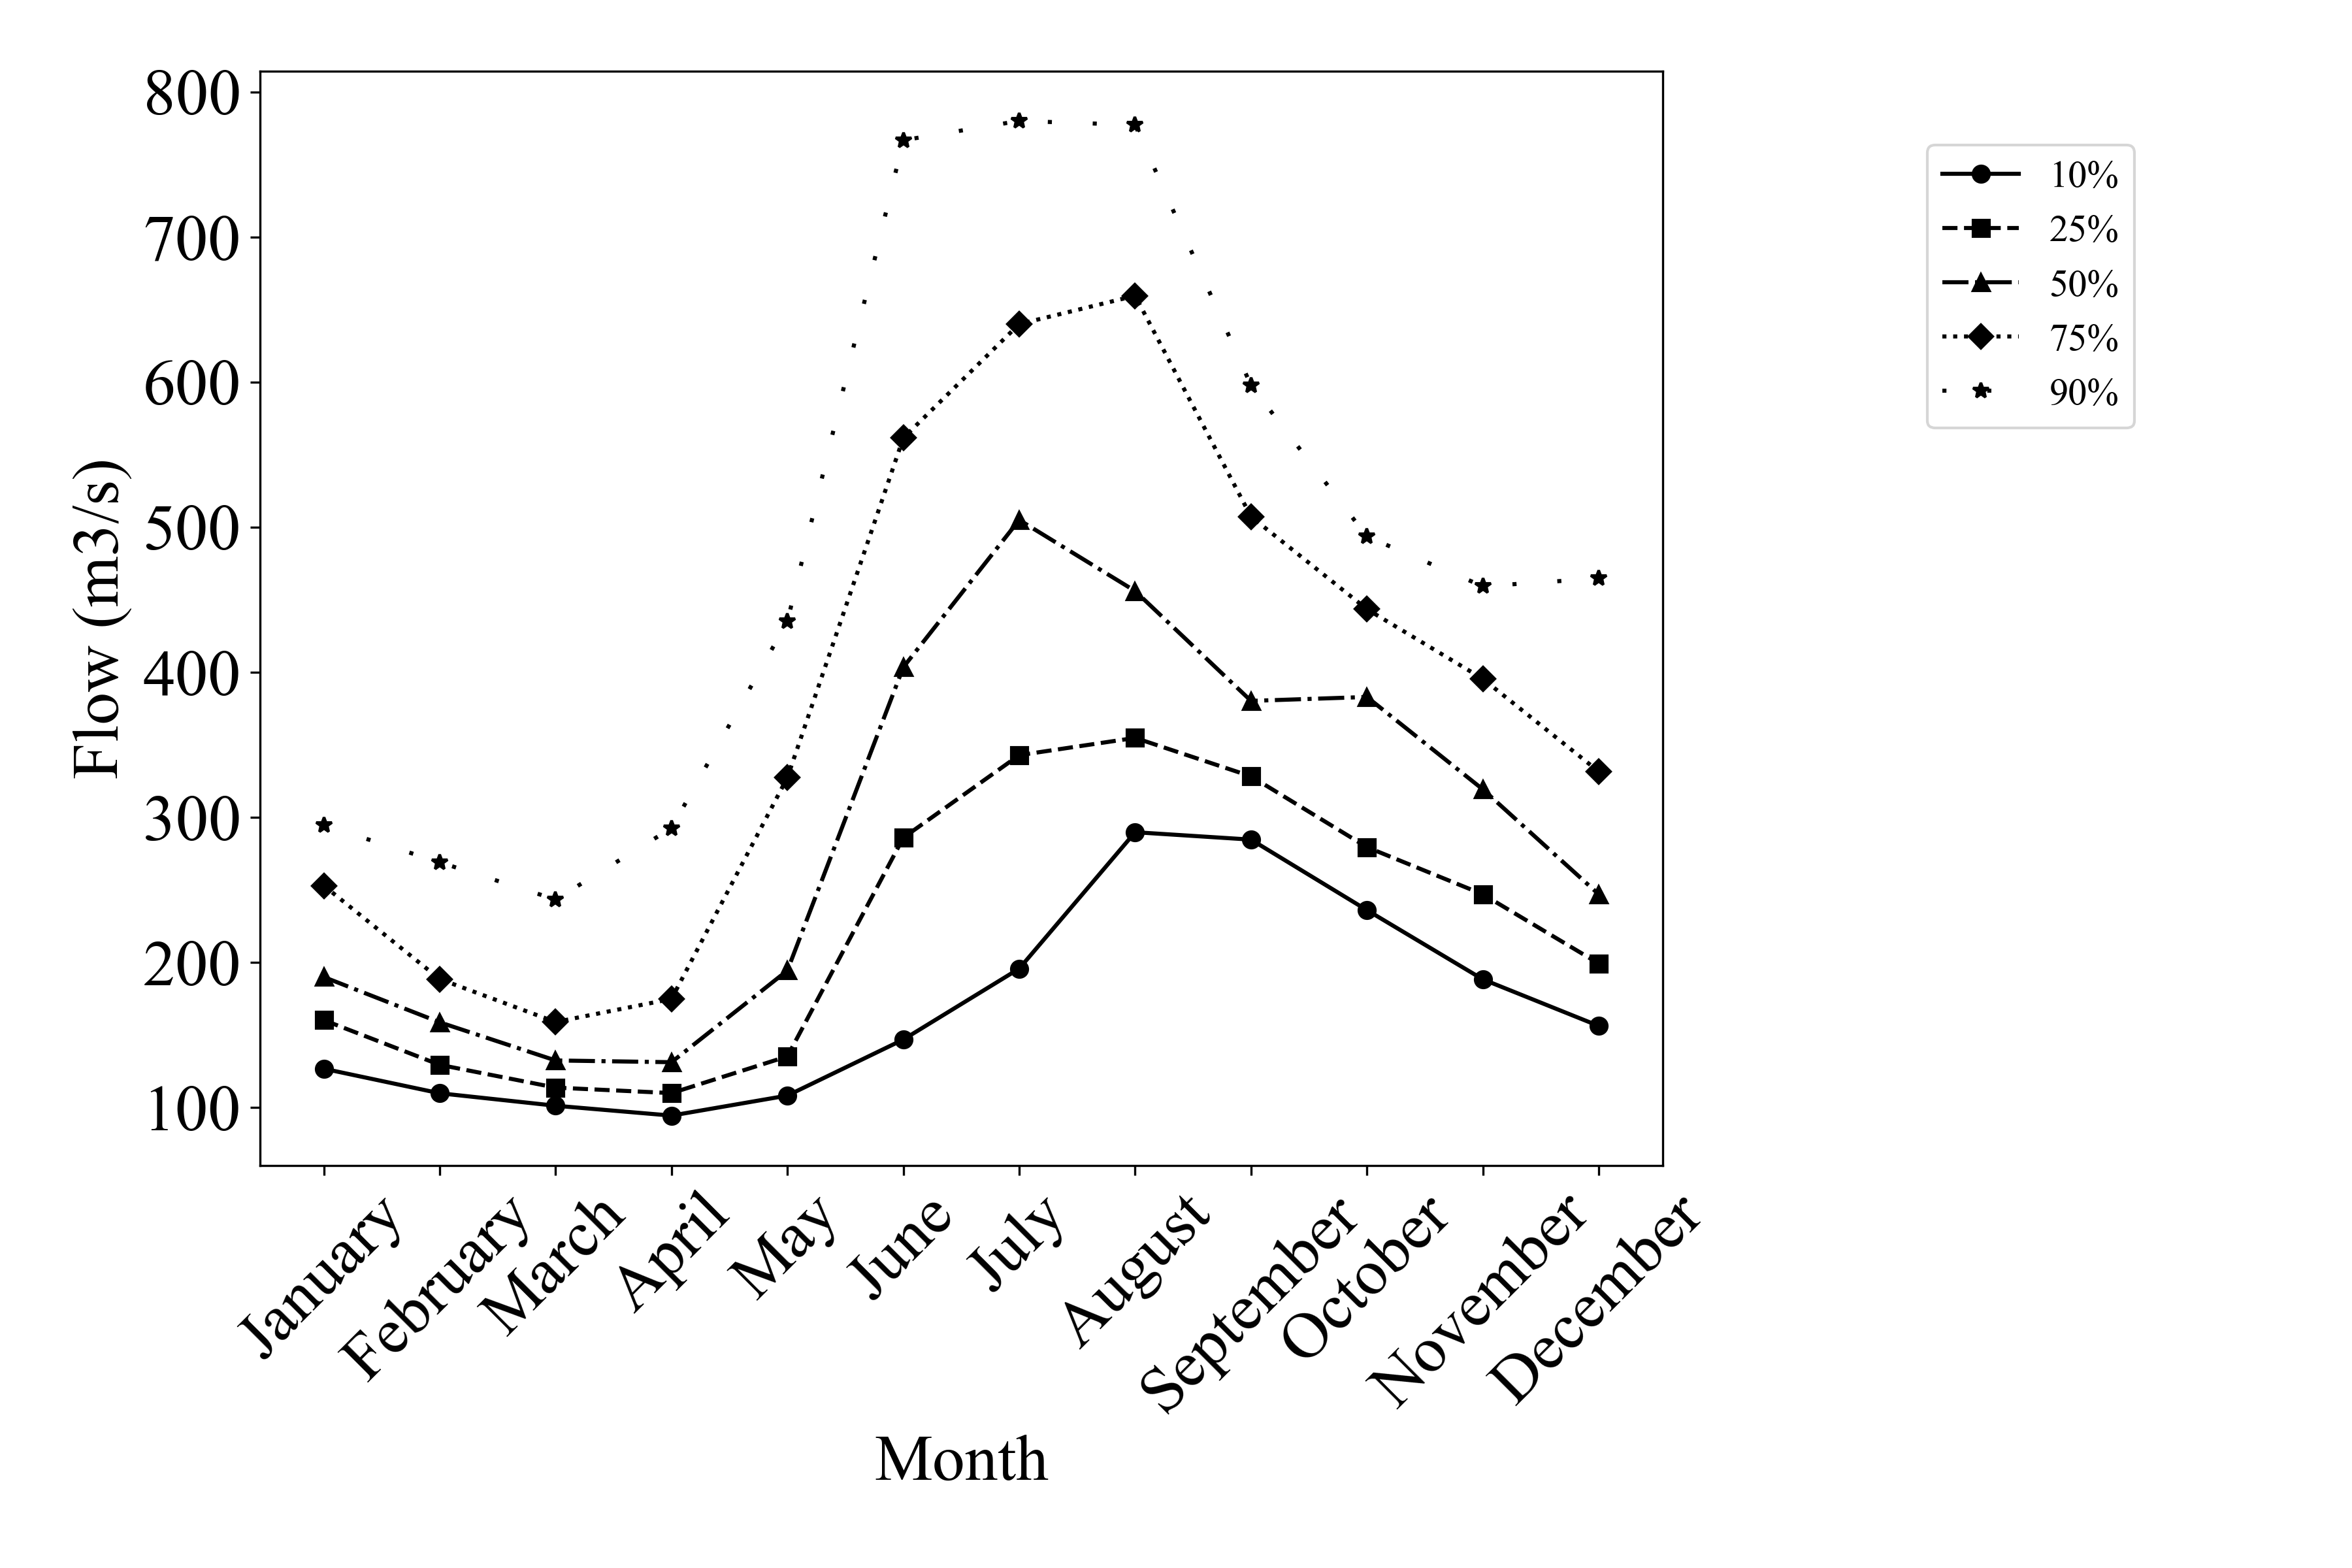 800
700
600
500
400
300
200
100
Flow (m3/s)
January
February
March
April
May
June
July
August
September
October
November
December
Month
10%
25%
50%
75%
90%